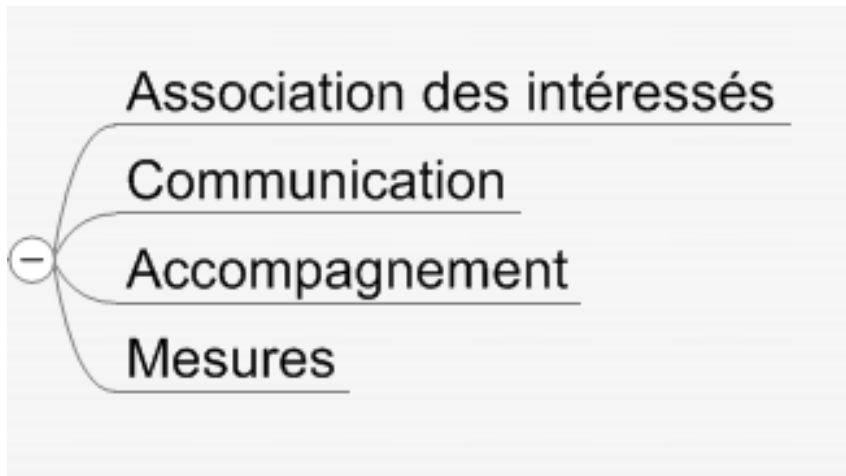 Association des intéressés
Communication
Accompagnement
Mesures